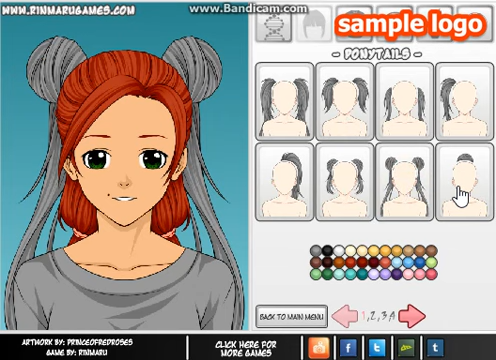 www.RINMARUGAMES.COM
www.Bandicam.com
sample logo
- PONYTAILS -
BACK TO MAIN MENU
1,2,3,4
ARTWORK BY: PRINCEOFREDROSES
GAME BY: RINMARU
CLICK HERE FOR
MORE GAMES
f
t